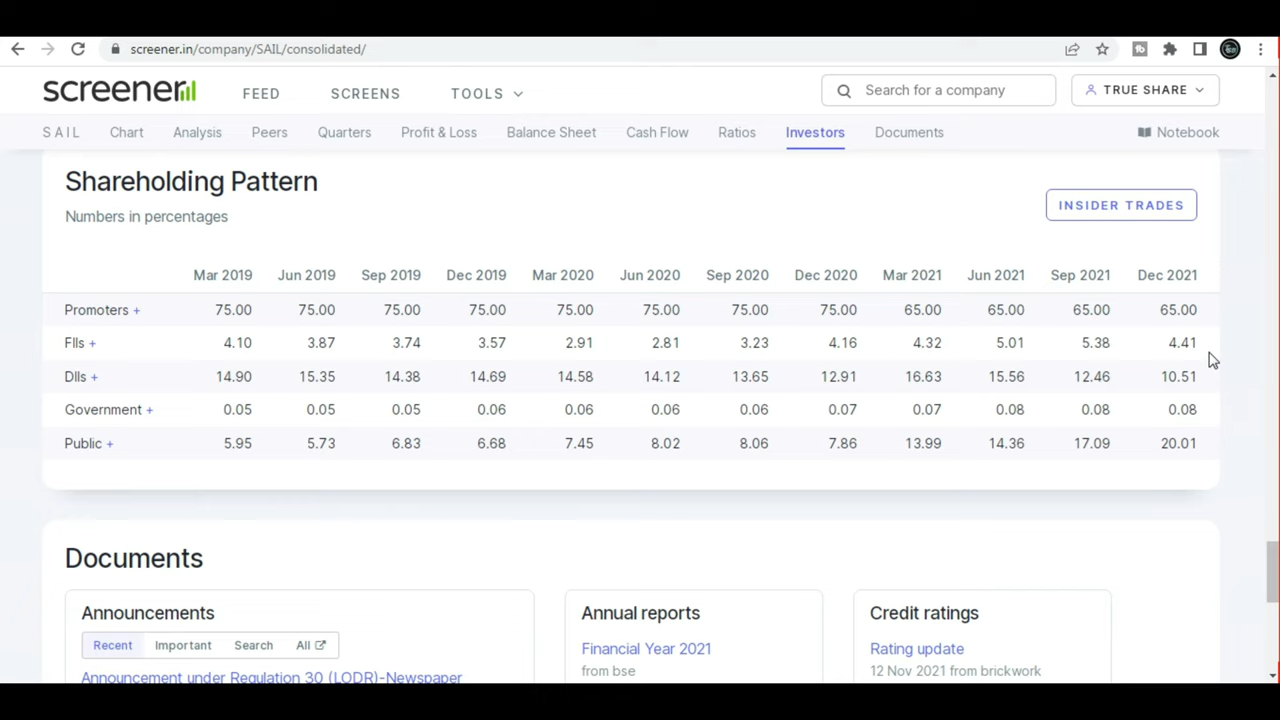 screener.in/company/SAIL/consolidated/
screener
FEED
SCREENS
TOOLS
Search for a company
TRUE SHARE
SAIL
Chart
Analysis
Peers
Quarters
Profit & Loss
Balance Sheet
Cash Flow
Ratios
Investors
Documents
Notebook
Shareholding Pattern
Numbers in percentages
INSIDER TRADES
Mar 2019 Jun 2019 Sep 2019 Dec 2019 Mar 2020 Jun 2020 Sep 2020 Dec 2020 Mar 2021 Jun 2021 Sep 2021 Dec 2021
Promoters + 75.00 75.00 75.00 75.00 75.00 75.00 75.00 75.00 65.00 65.00 65.00 65.00
FIIs + 4.10 3.87 3.74 3.57 2.91 2.81 3.23 4.16 4.32 5.01 5.38 4.41
DIIs + 14.90 15.35 14.38 14.69 14.58 14.12 13.65 12.91 16.63 15.56 12.46 10.51
Government + 0.05 0.05 0.05 0.06 0.06 0.06 0.06 0.07 0.07 0.08 0.08 0.08
Public + 5.95 5.73 6.83 6.68 7.45 8.02 8.06 7.86 13.99 14.36 17.09 20.01
Documents
Announcements
Recent
Important
Search
All
Announcement under Regulation 30 (LODR)-Newspaper
Annual reports
Financial Year 2021
from bse
Credit ratings
Rating update
12 Nov 2021 from brickwork